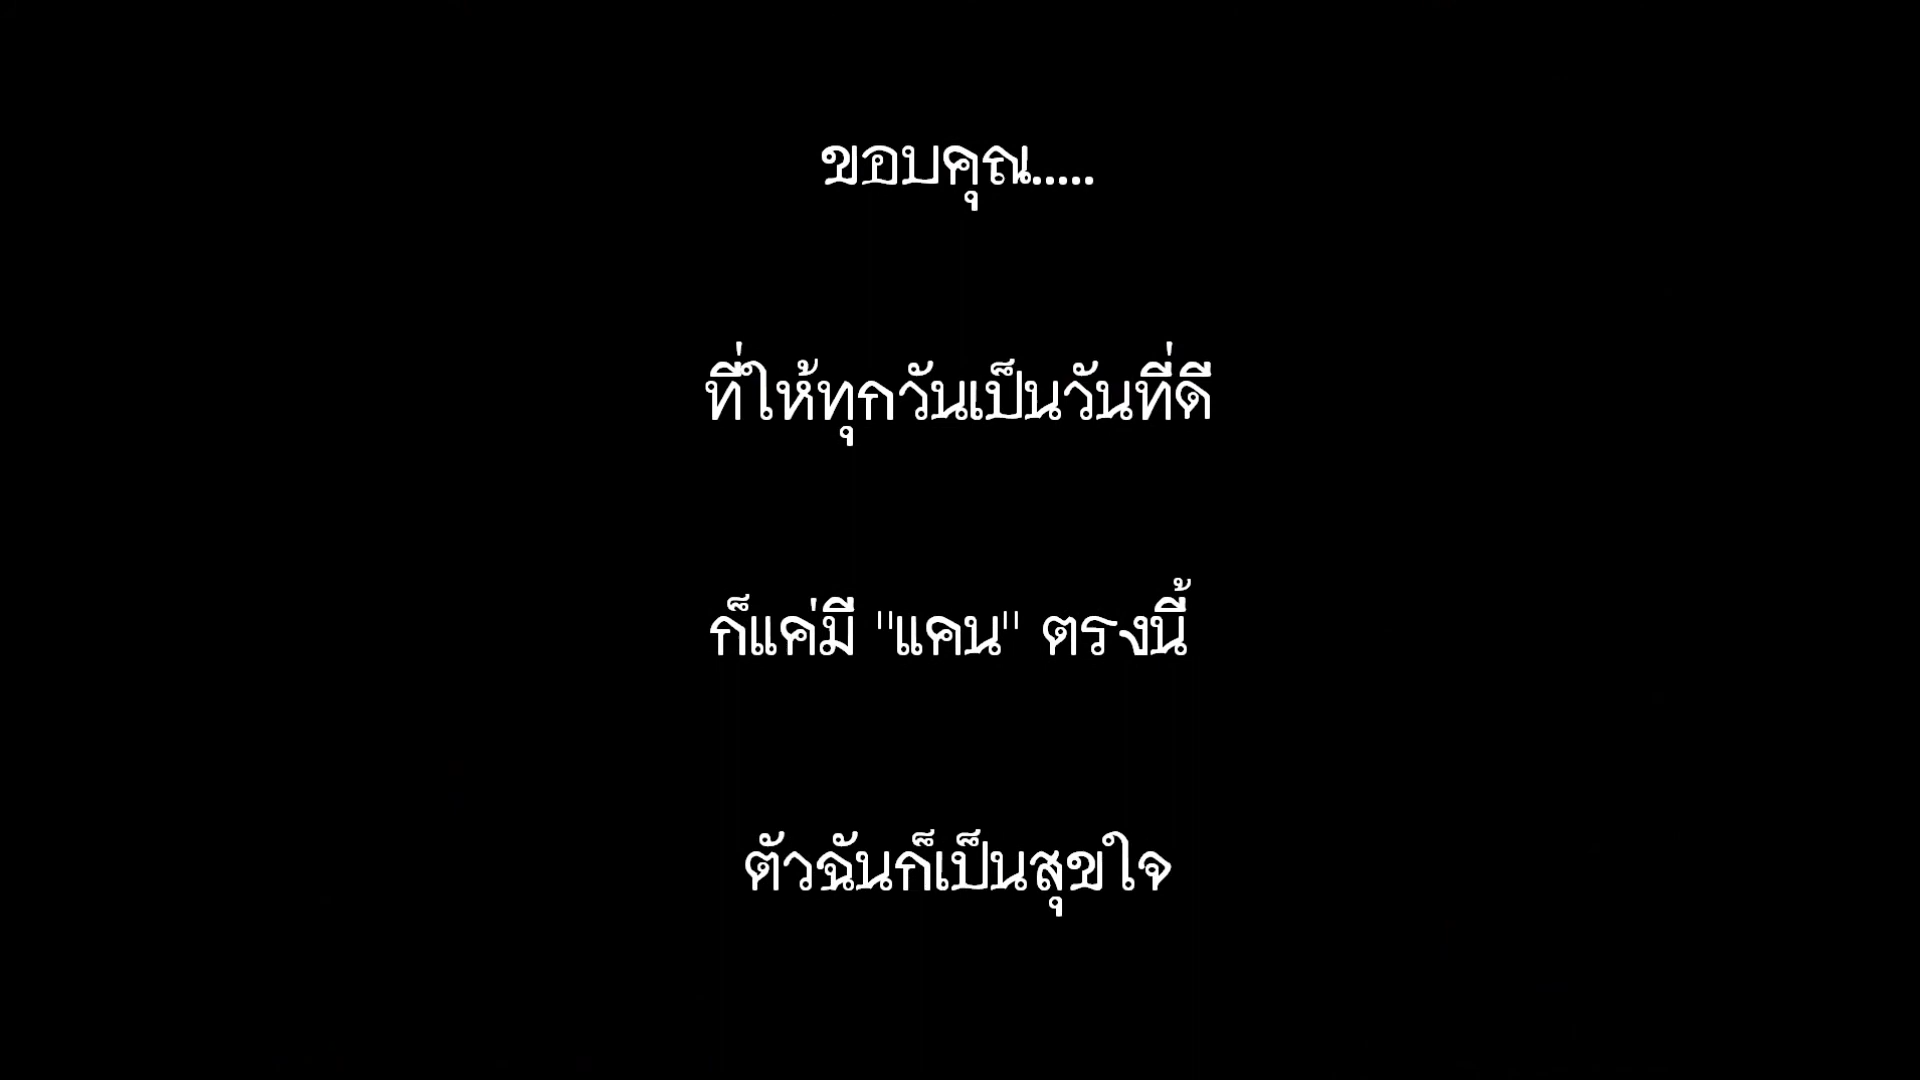 ขอบคุณ.....
ที่ให้ทุกวันเป็นวันที่ดี
ก็แค่มี "แคน" ตรงนี้
ตัวฉันก็เป็นสุขใจ